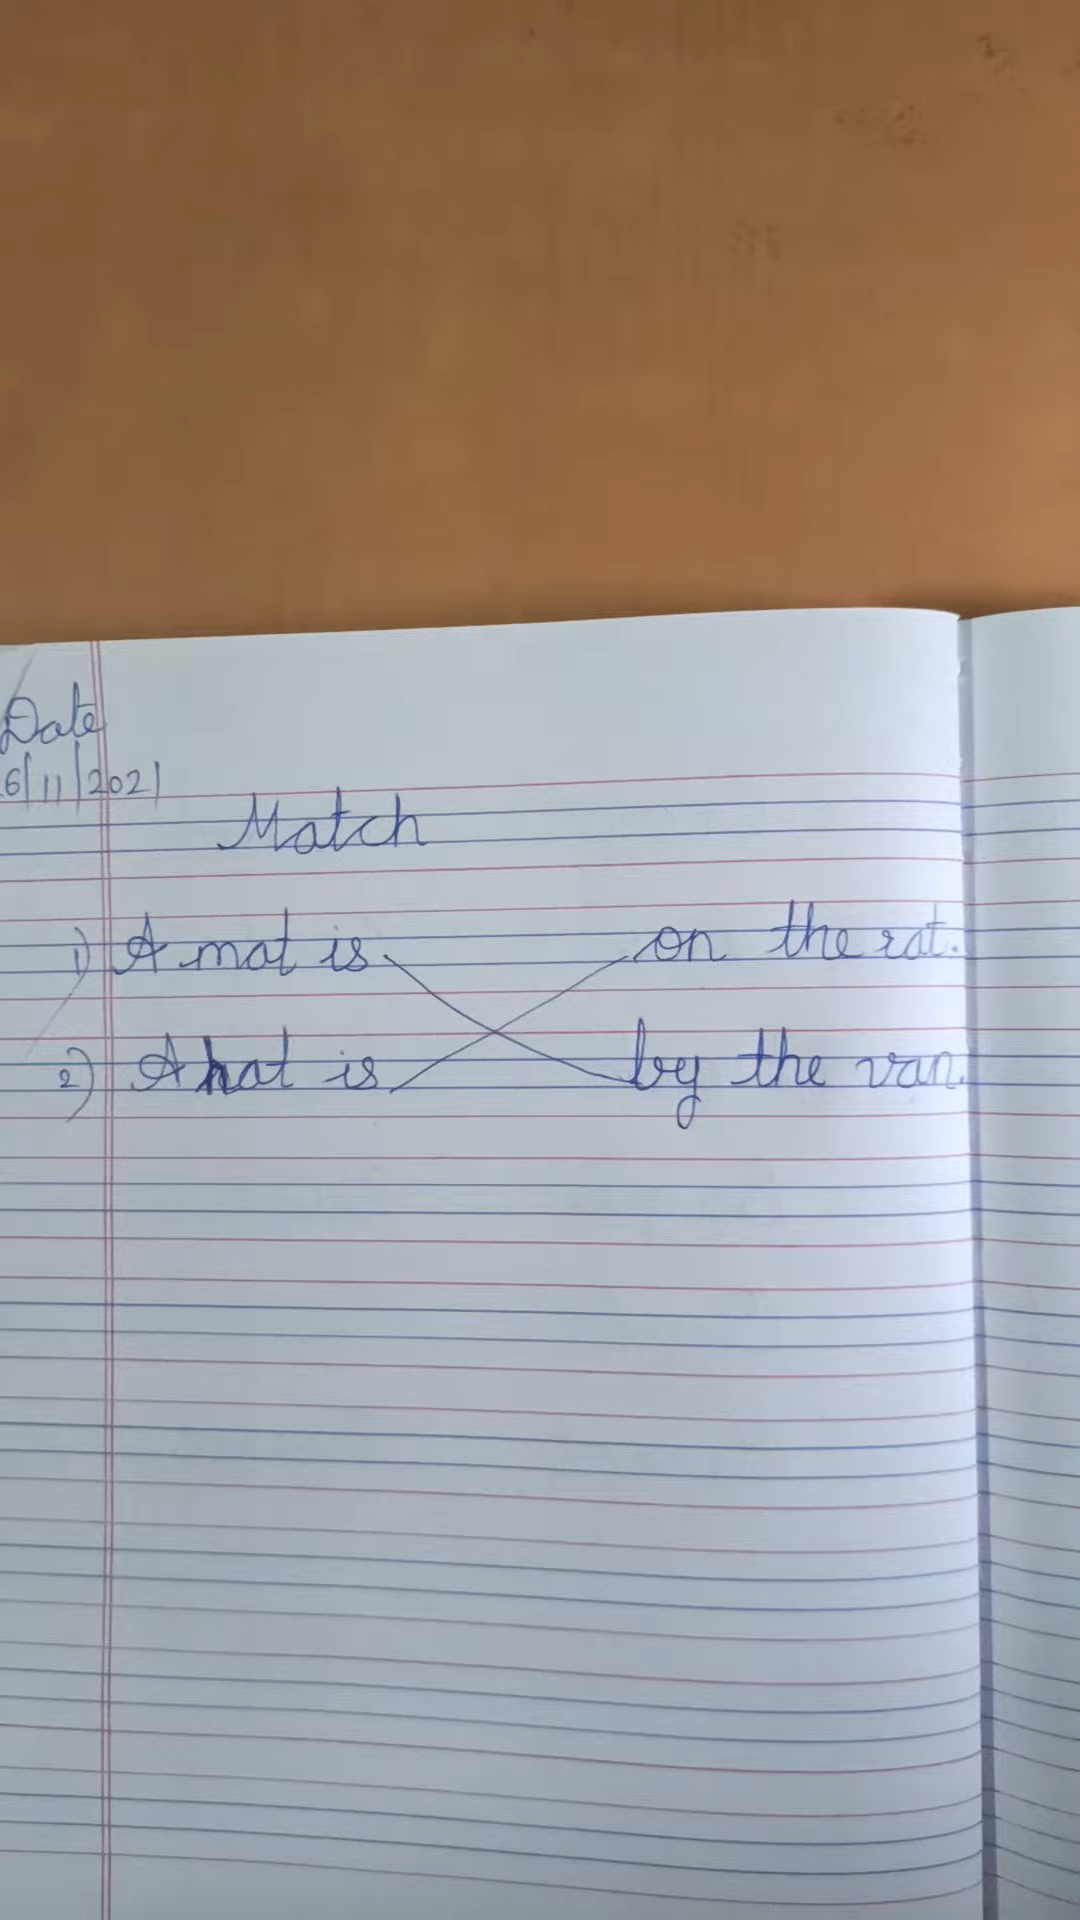 Date
6/11/2021
Match
1) A mat is on the rat.
2) A hat is by the van.